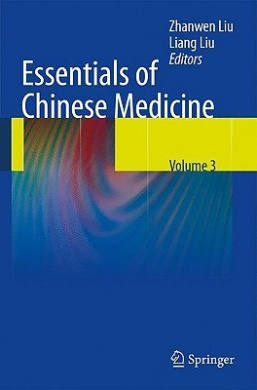 Zhanwen Liu
Liang Liu
Editors
Essentials of
Chinese Medicine
Volume 3
Springer